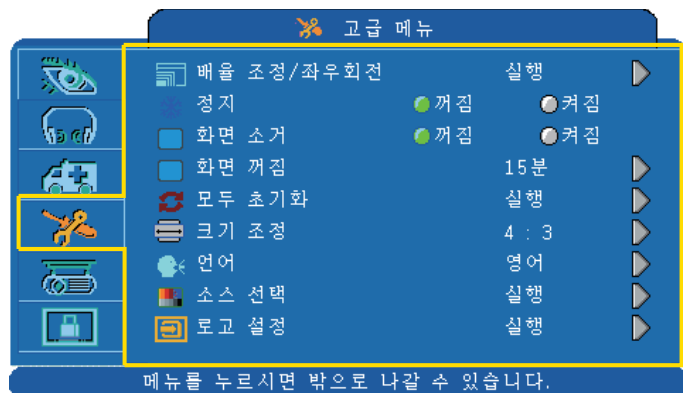 고급 메뉴
배율 조정/좌우회전 실행
정지 꺼짐 켜짐
화면 소거 꺼짐 켜짐
화면 꺼짐 15분
모두 초기화 실행
크기 조정 4 : 3
언어 영어
소스 선택 실행
로고 설정 실행
메뉴를 누르시면 밖으로 나갈 수 있습니다.